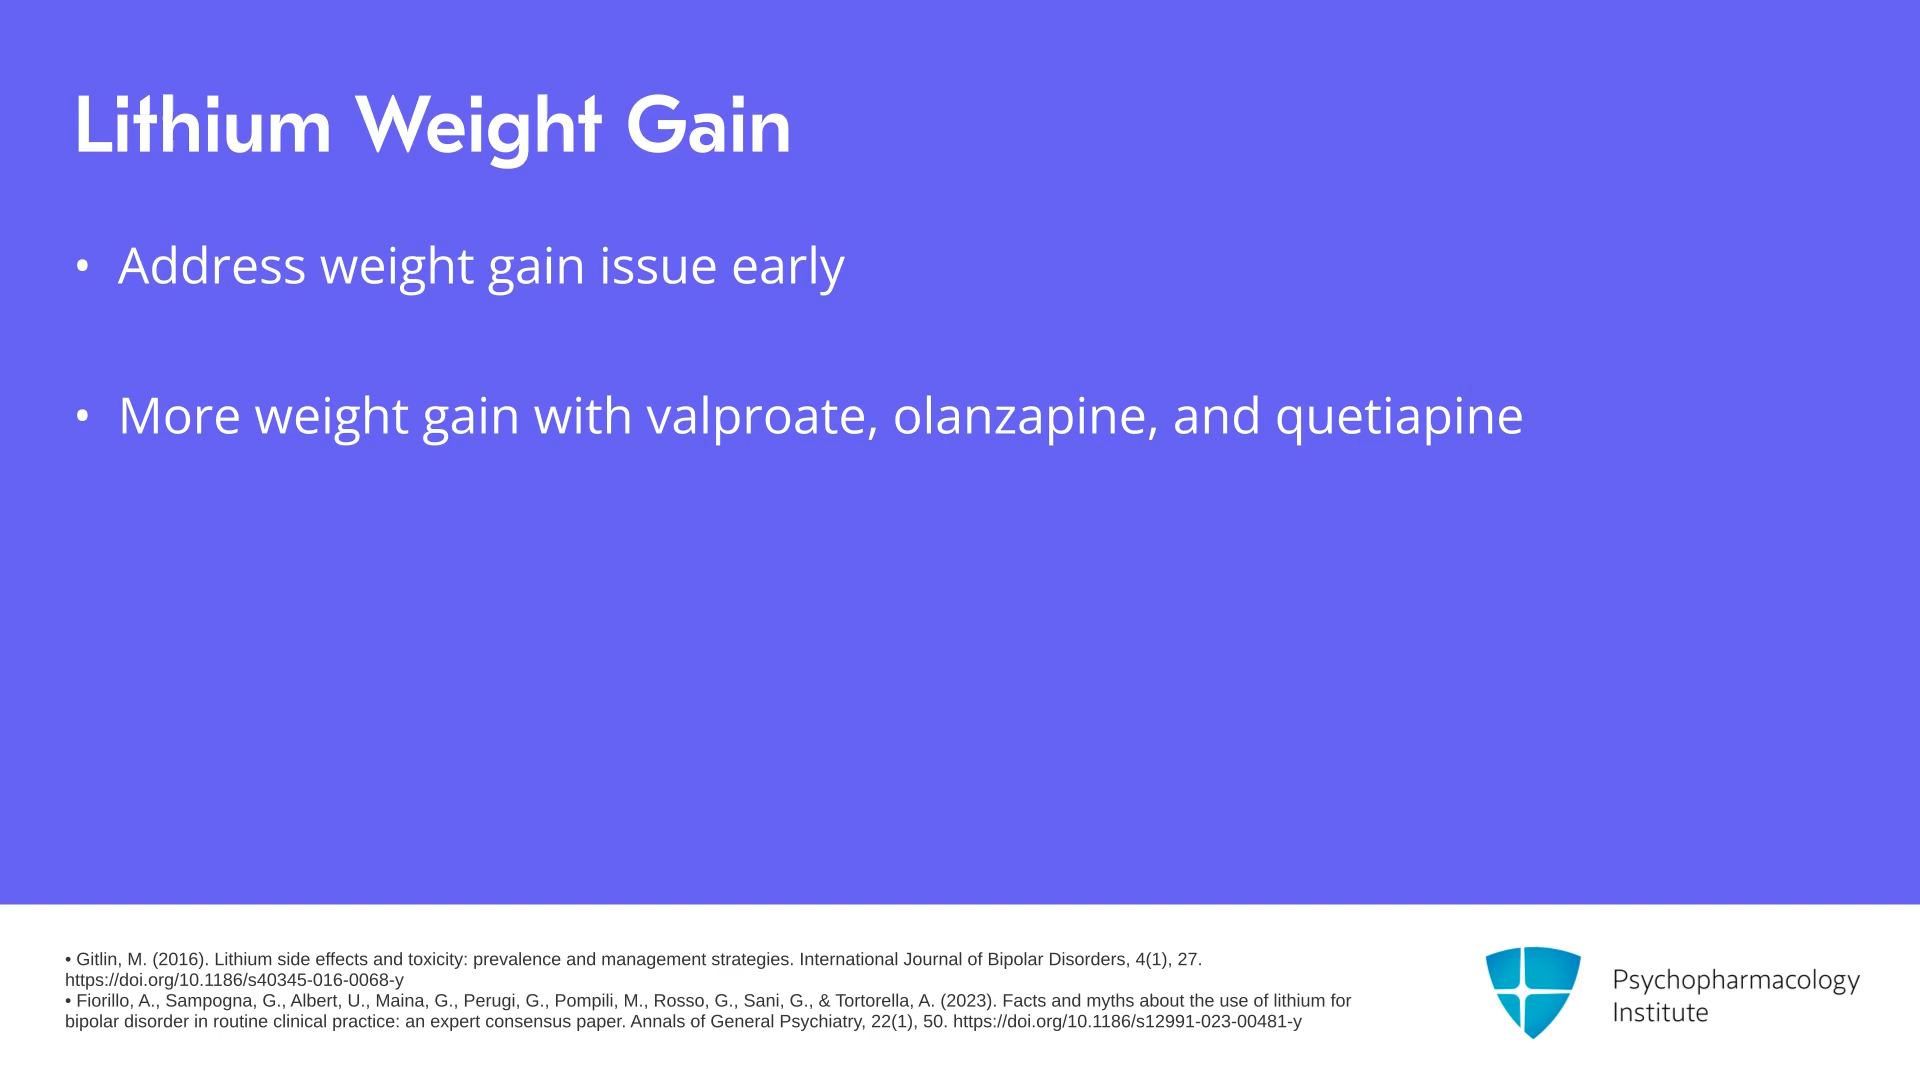 Lithium Weight Gain
• Address weight gain issue early
• More weight gain with valproate, olanzapine, and quetiapine
• Gitlin, M. (2016). Lithium side effects and toxicity: prevalence and management strategies. International Journal of Bipolar Disorders, 4(1), 27.
https://doi.org/10.1186/s40345-016-0068-y
• Fiorillo, A., Sampogna, G., Albert, U., Maina, G., Perugi, G., Pompili, M., Rosso, G., Sani, G., & Tortorella, A. (2023). Facts and myths about the use of lithium for
bipolar disorder in routine clinical practice: an expert consensus paper. Annals of General Psychiatry, 22(1), 50. https://doi.org/10.1186/s12991-023-00481-y
Psychopharmacology
Institute